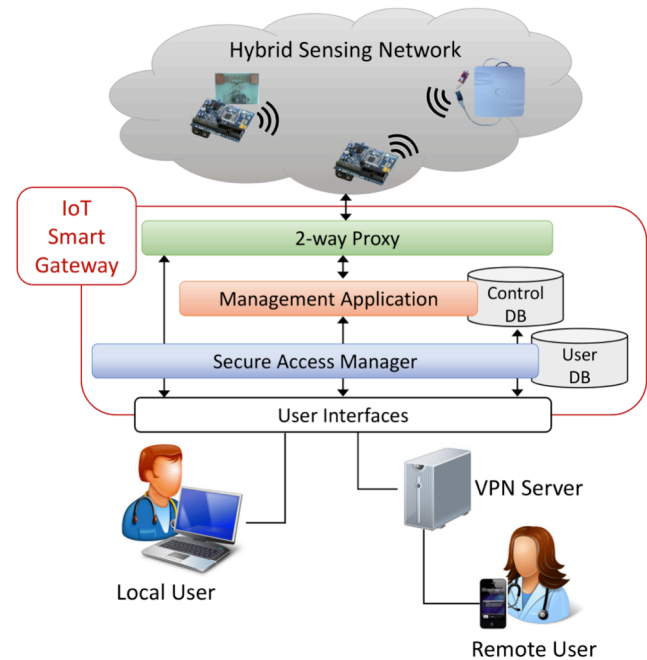 Hybrid Sensing Network
IoT
Smart
Gateway
2-way Proxy
Management Application
Control
DB
Secure Access Manager
User
DB
User Interfaces
VPN Server
Local User
Remote User